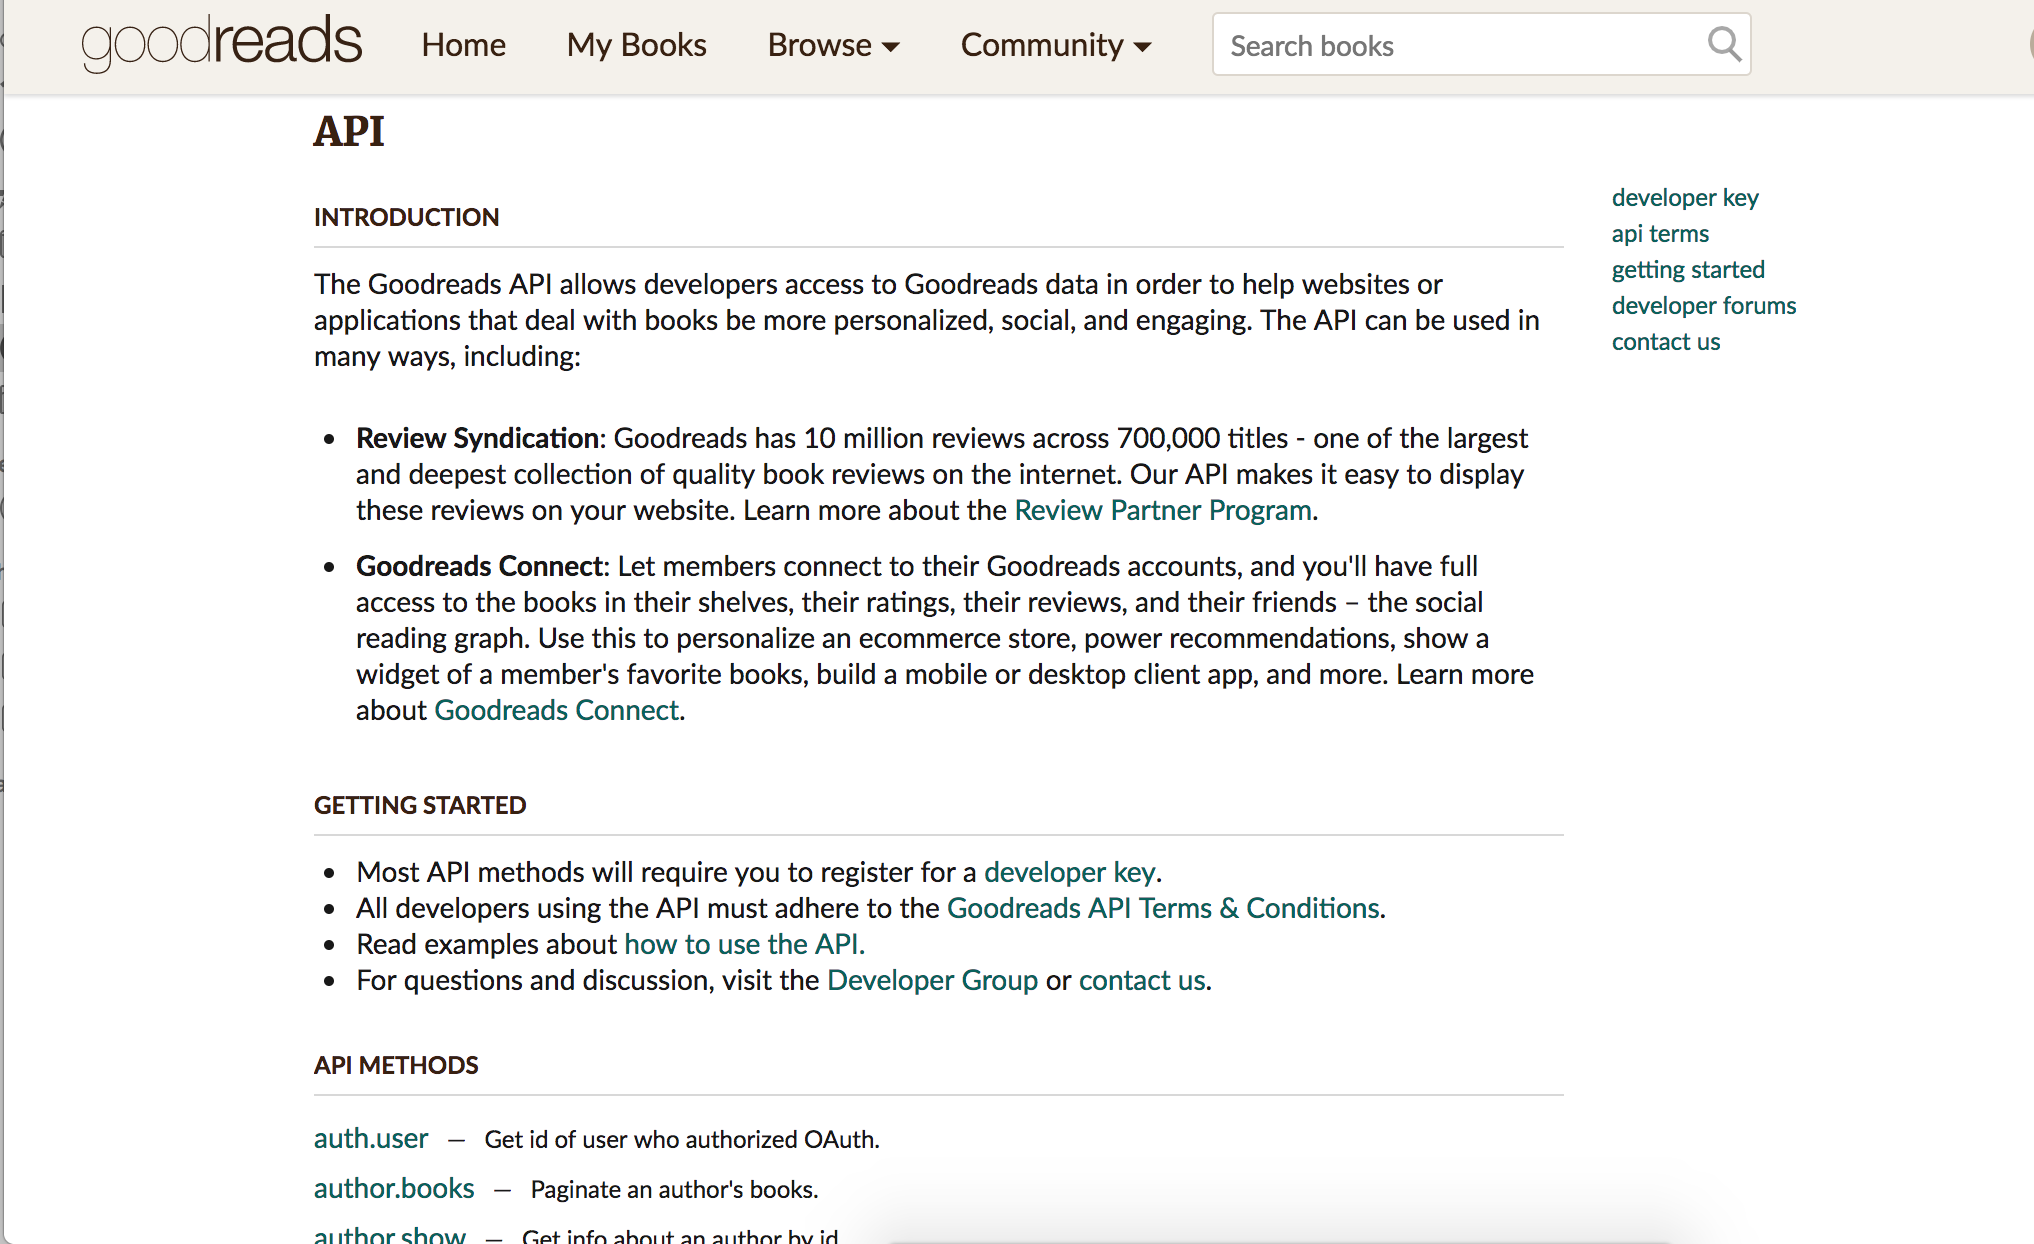 goodreads Home My Books Browse Community Search books
API
INTRODUCTION
developer key
api terms
getting started
developer forums
contact us
The Goodreads API allows developers access to Goodreads data in order to help websites or
applications that deal with books be more personalized, social, and engaging. The API can be used in
many ways, including:
• Review Syndication: Goodreads has 10 million reviews across 700,000 titles - one of the largest
and deepest collection of quality book reviews on the internet. Our API makes it easy to display
these reviews on your website. Learn more about the Review Partner Program.
• Goodreads Connect: Let members connect to their Goodreads accounts, and you'll have full
access to the books in their shelves, their ratings, their reviews, and their friends – the social
reading graph. Use this to personalize an ecommerce store, power recommendations, show a
widget of a member's favorite books, build a mobile or desktop client app, and more. Learn more
about Goodreads Connect.
GETTING STARTED
• Most API methods will require you to register for a developer key.
• All developers using the API must adhere to the Goodreads API Terms & Conditions.
• Read examples about how to use the API.
• For questions and discussion, visit the Developer Group or contact us.
API METHODS
auth.user — Get id of user who authorized OAuth.
author.books — Paginate an author's books.
author.show — Get info about an author by id